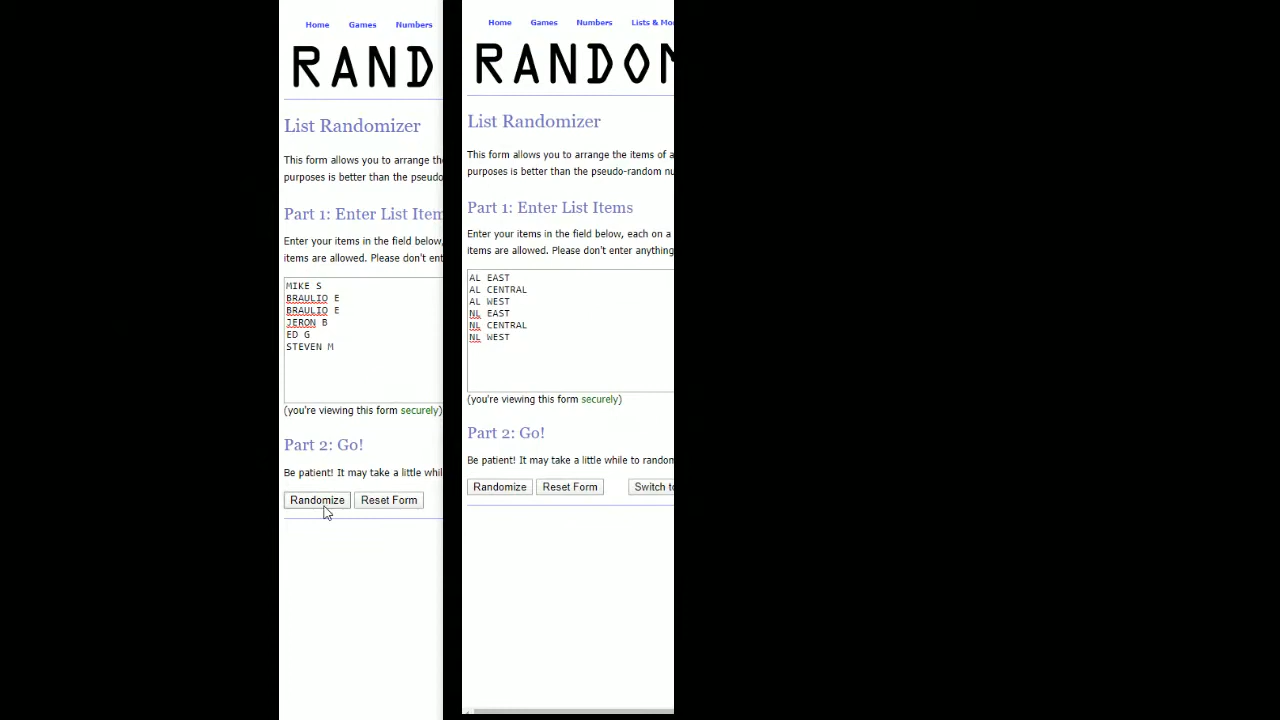 Home Games Numbers
RAND
List Randomizer
This form allows you to arrange the
purposes is better than the pseudo
Part 1: Enter List Item
Enter your items in the field below,
items are allowed. Please don't ent
MIKE S
BRAULIO E
BRAULIO E
JERON B
ED G
STEVEN M
(you're viewing this form securely)
Part 2: Go!
Be patient! It may take a little whil
Randomize Reset Form
Home Games Numbers Lists & Mo
RANDOM
List Randomizer
This form allows you to arrange the items of a
purposes is better than the pseudo-random nu
Part 1: Enter List Items
Enter your items in the field below, each on a
items are allowed. Please don't enter anything
AL EAST
AL CENTRAL
AL WEST
NL EAST
NL CENTRAL
NL WEST
(you're viewing this form securely)
Part 2: Go!
Be patient! It may take a little while to random
Randomize Reset Form Switch to